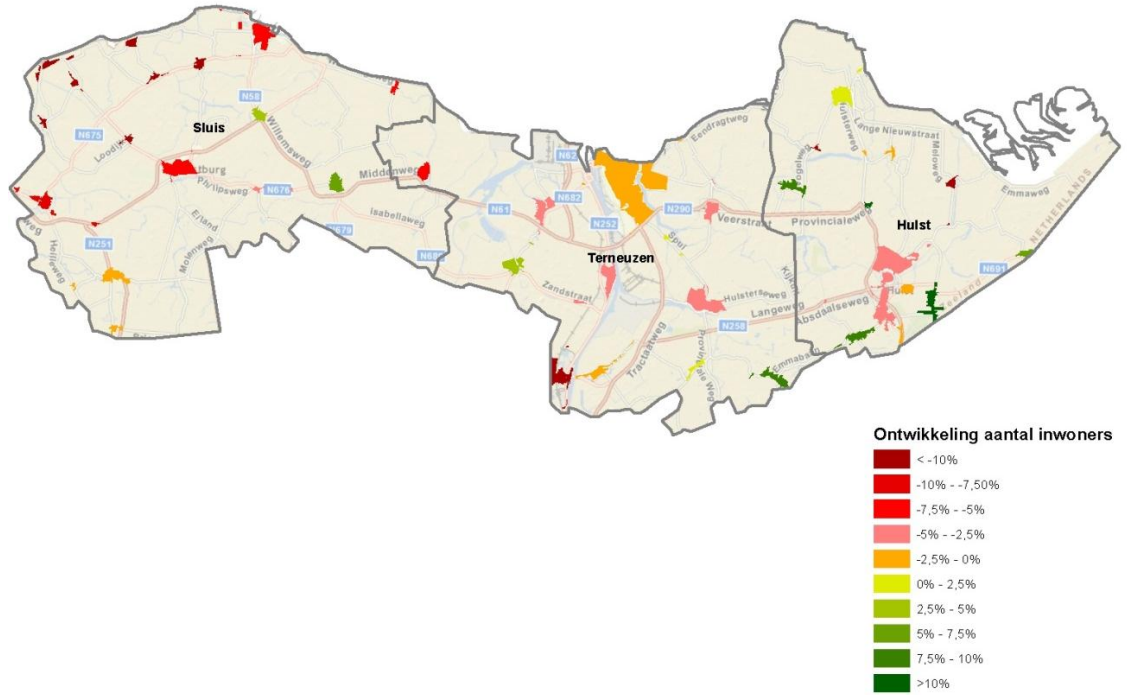 N58
N675
Sluis
Willemsweg
N676
Middenweg
Isabellaweg
N251
N61
N62
N682
N252
N290
Eendragtweg
Veerstraat
Spui
Terneuzen
Zandstraat
Hulsterseweg
Langeweg
N258
Tractaatweg
Emmabaan
Lange Nieuwstraat
Emmaweg
NETHERLANDS
Provincialeweg
Hulst
N691
Absdaalseweg
Ontwikkeling aantal inwoners
< -10%
-10% - -7,50%
-7,5% - -5%
-5% - -2,5%
-2,5% - 0%
0% - 2,5%
2,5% - 5%
5% - 7,5%
7,5% - 10%
>10%